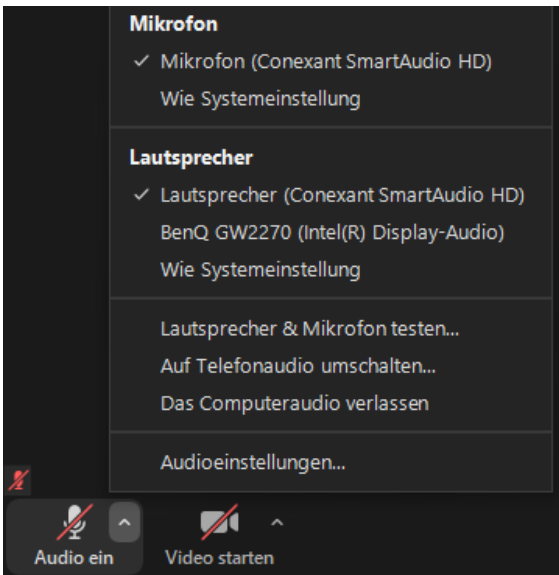 Mikrofon
Mikrofon (Conexant SmartAudio HD)
Wie Systemeinstellung
Lautsprecher
Lautsprecher (Conexant SmartAudio HD)
BenQ GW2270 (Intel(R) Display-Audio)
Wie Systemeinstellung
Lautsprecher & Mikrofon testen...
Auf Telefonaudio umschalten...
Das Computeraudio verlassen
Audioeinstellungen...
Audio ein
Video starten